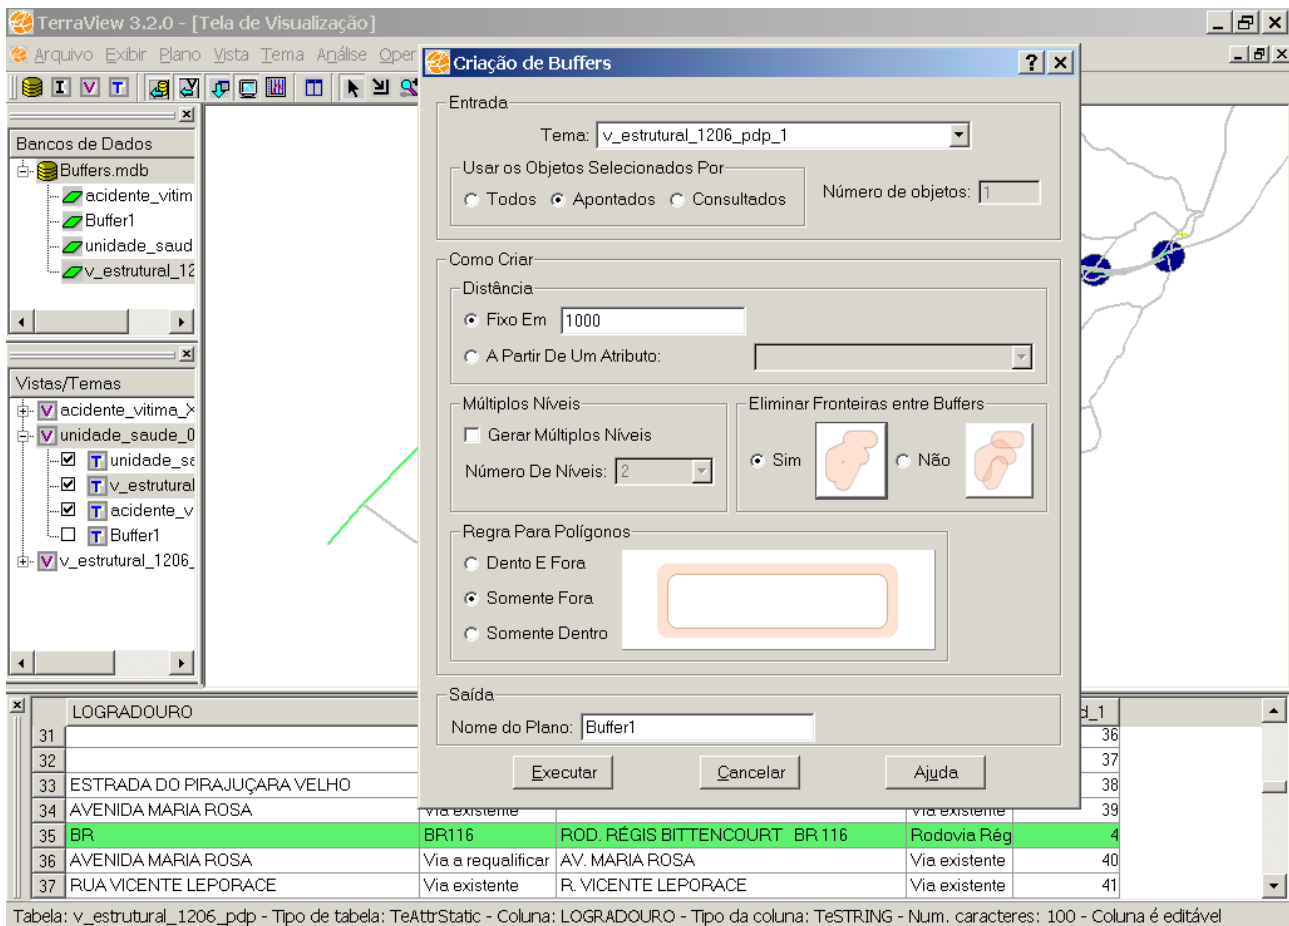 TerraView 3.2.0 - [Tela de Visualização]
Arquivo Exibir Plano Vista Tema Análise Oper
Criação de Buffers
Entrada
Tema: v_estrutural_1206_pdp_1
Usar os Objetos Selecionados Por
Todos Apontados Consultados
Número de objetos: 1
Como Criar
Distância
Fixo Em 1000
A Partir De Um Atributo:
Múltiplos Níveis
Gerar Múltiplos Níveis
Número De Níveis: 2
Eliminar Fronteiras entre Buffers
Sim Não
Regra Para Polígonos
Dento E Fora
Somente Fora
Somente Dentro
Saída
Nome do Plano: Buffer1
Executar Cancelar Ajuda
Bancos de Dados
Buffers.mdb
acidente_vitim
Buffer1
unidade_saud
v_estrutural_12
Vistas/Temas
V acidente_vitima_X
V unidade_saude_0
T unidade_se
T v_estrutural
T acidente_v
T Buffer1
V v_estrutural_1206_
LOGRADOURO d_1
31 36
32 37
33 ESTRADA DO PIRAJUÇARA VELHO 38
34 AVENIDA MARIA ROSA Via existente Via existente 39
35 BR BR116 ROD. RÉGIS BITTENCOURT BR 116 Rodovia Rég 4
36 AVENIDA MARIA ROSA Via a requalificar AV. MARIA ROSA Via existente 40
37 RUA VICENTE LEPORACE Via existente R. VICENTE LEPORACE Via existente 41
Tabela: v_estrutural_1206_pdp - Tipo de tabela: TeAttrStatic - Coluna: LOGRADOURO - Tipo da coluna: TeSTRING - Num. caracteres: 100 - Coluna é editável